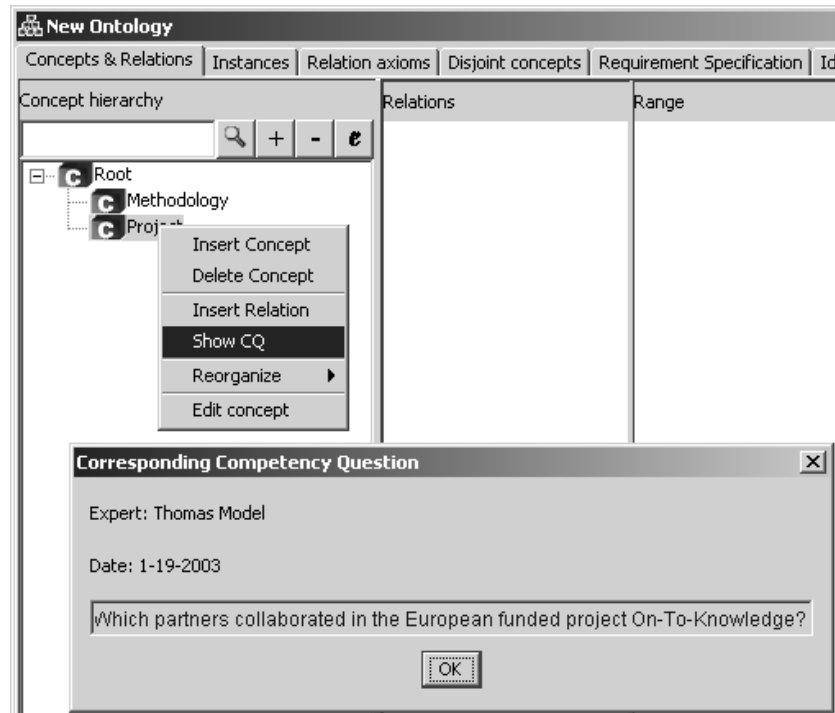 New Ontology
Concepts & Relations Instances Relation axioms Disjoint concepts Requirement Specification Id
Concept hierarchy Relations Range
+ - e
C Root
C Methodology
C Project
Insert Concept
Delete Concept
Insert Relation
Show CQ
Reorganize
Edit concept
Corresponding Competency Question
Expert: Thomas Model
Date: 1-19-2003
Which partners collaborated in the European funded project On-To-Knowledge?
OK